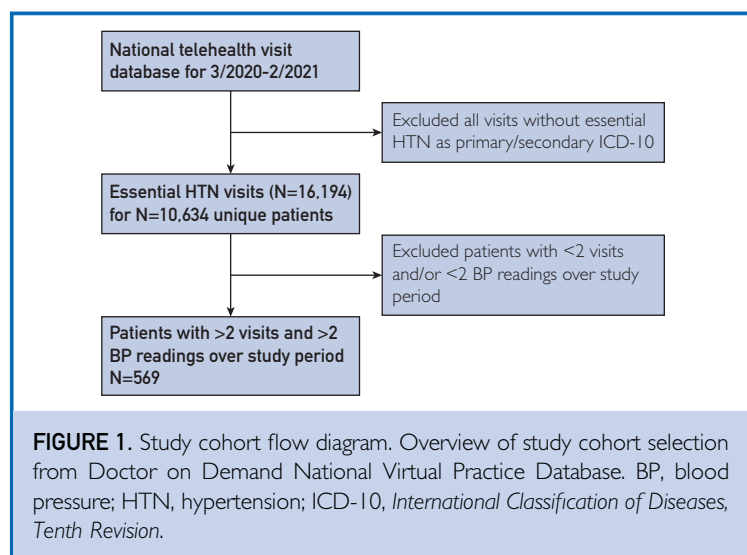 National telehealth visit
database for 3/2020-2/2021
Excluded all visits without essential
HTN as primary/secondary ICD-10
Essential HTN visits (N=16,194)
for N=10,634 unique patients
Excluded patients with <2 visits
and/or <2 BP readings over study
period
Patients with >2 visits and >2
BP readings over study period
N=569
FIGURE 1. Study cohort flow diagram. Overview of study cohort selection
from Doctor on Demand National Virtual Practice Database. BP, blood
pressure; HTN, hypertension; ICD-10, International Classification of Diseases,
Tenth Revision.